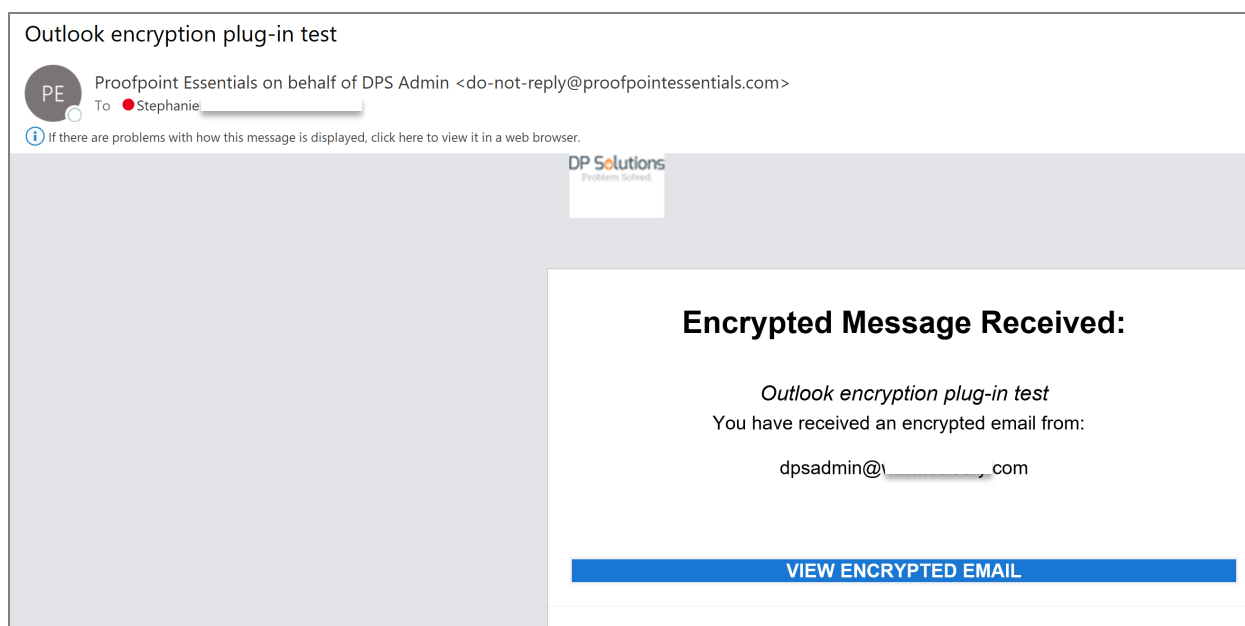 Outlook encryption plug-in test
PE
Proofpoint Essentials on behalf of DPS Admin <do-not-reply@proofpointessentials.com>
To Stephanie
If there are problems with how this message is displayed, click here to view it in a web browser.
DP Solutions
Problem Solved.
Encrypted Message Received:
Outlook encryption plug-in test
You have received an encrypted email from:
dpsadmin@ com
VIEW ENCRYPTED EMAIL